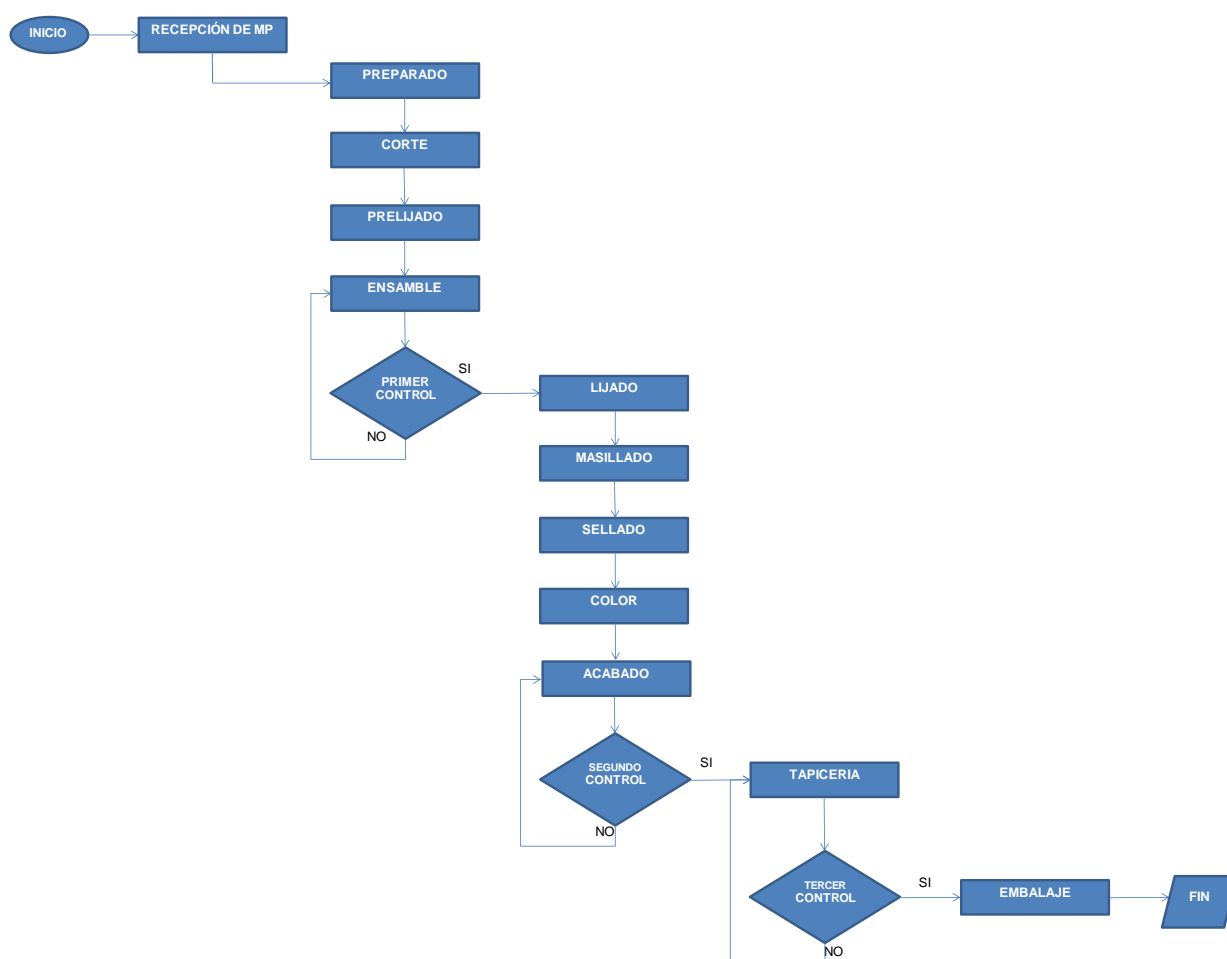 INICIO
RECEPCIÓN DE MP
PREPARADO
CORTE
PRELIJADO
ENSAMBLE
PRIMER
CONTROL
SI
NO
LIJADO
MASILLADO
SELLADO
COLOR
ACABADO
SEGUNDO
CONTROL
SI
NO
TAPICERIA
TERCER
CONTROL
SI
NO
EMBALAJE
FIN